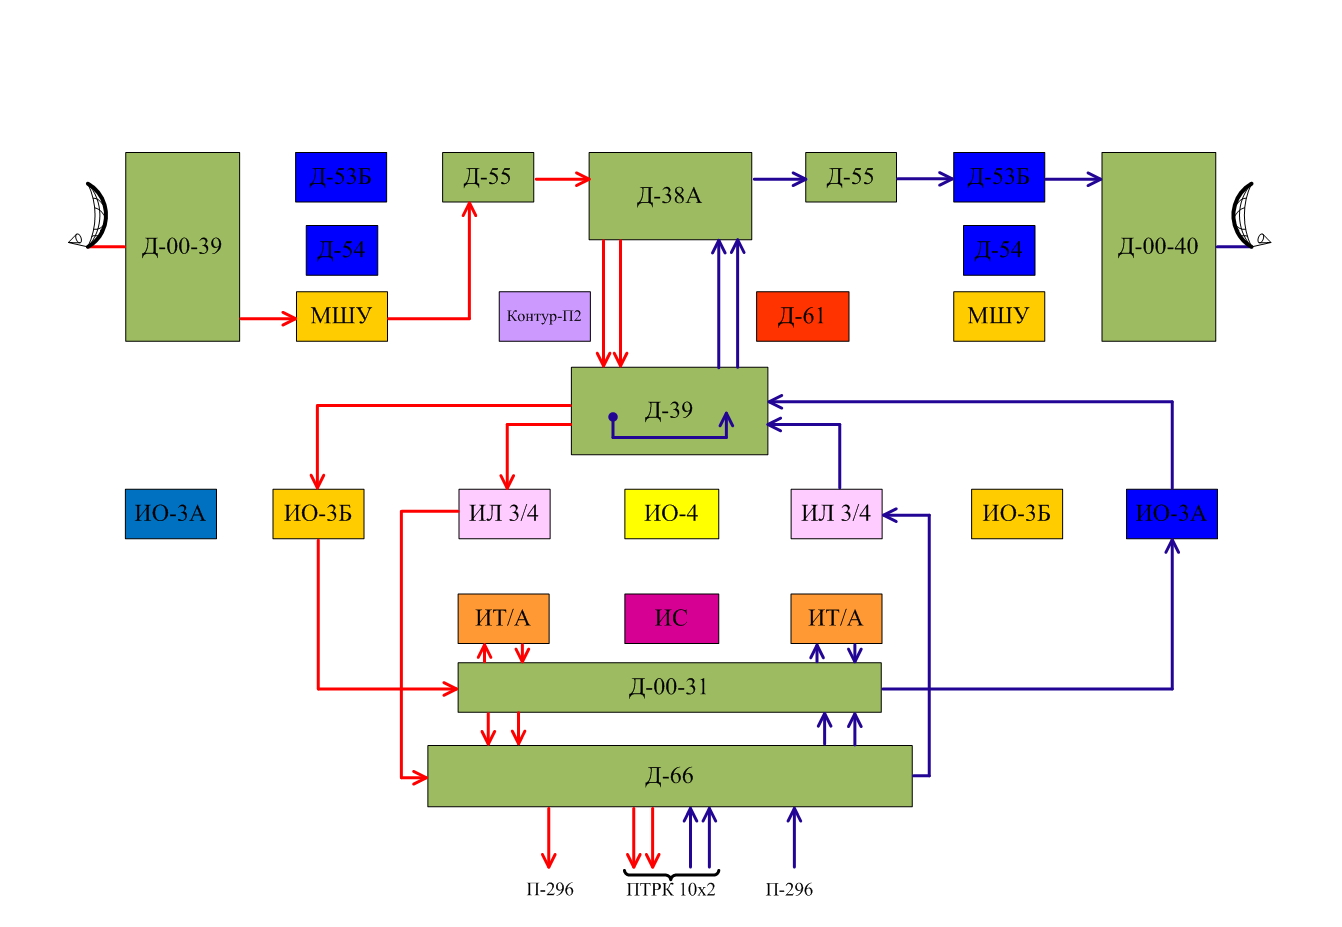 Д-53Б
Д-55
Д-38А
Д-55
Д-53Б
Д-00-39
Д-54
Д-54
Д-00-40
МШУ
Контур-П2
Д-61
МШУ
Д-39
ИО-3А
ИО-3Б
ИЛ 3/4
ИО-4
ИЛ 3/4
ИО-3Б
ИО-3А
ИТ/А
ИС
ИТ/А
Д-00-31
Д-66
П-296
ПТРК 10х2
П-296